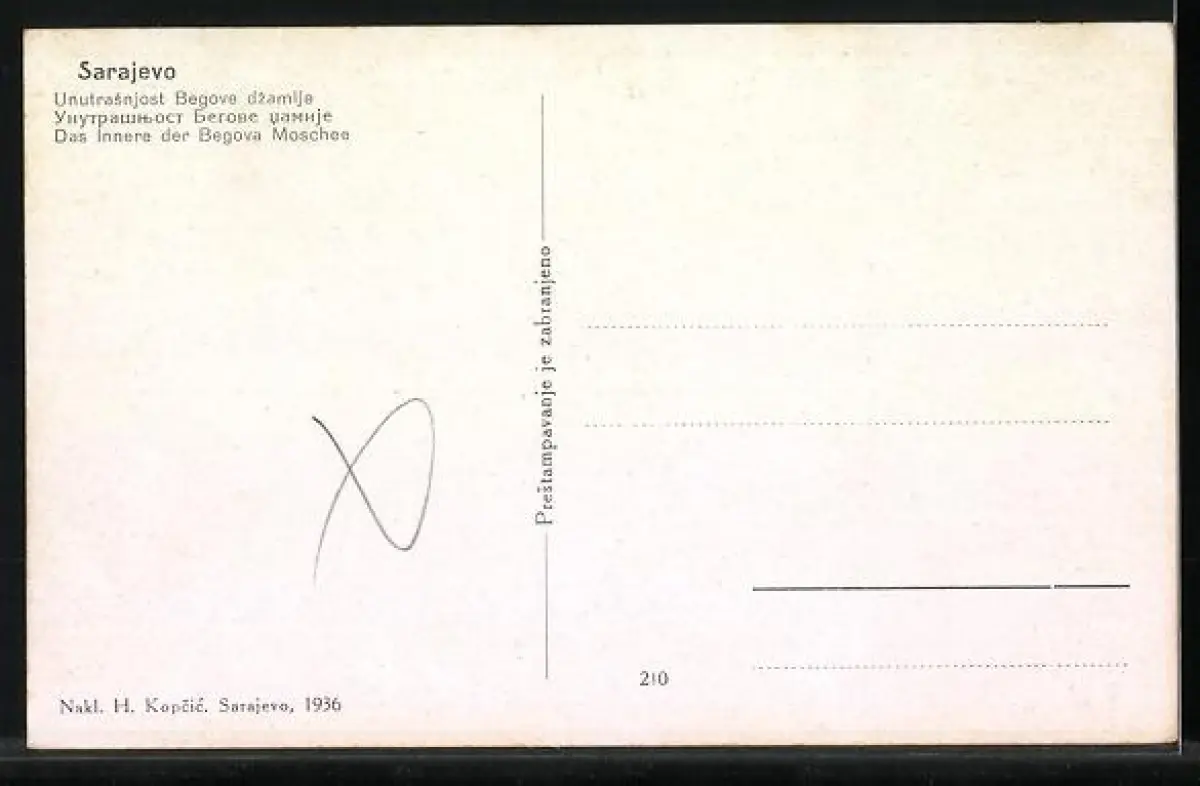 Sarajevo
Unutrašnjost Begove džamije
Унутрашњост Бегове џамије
Das Innere der Begova Moschee
Preštampavanje je zabranjeno
210
Nakl. H. Kopčić. Sarajevo, 1936